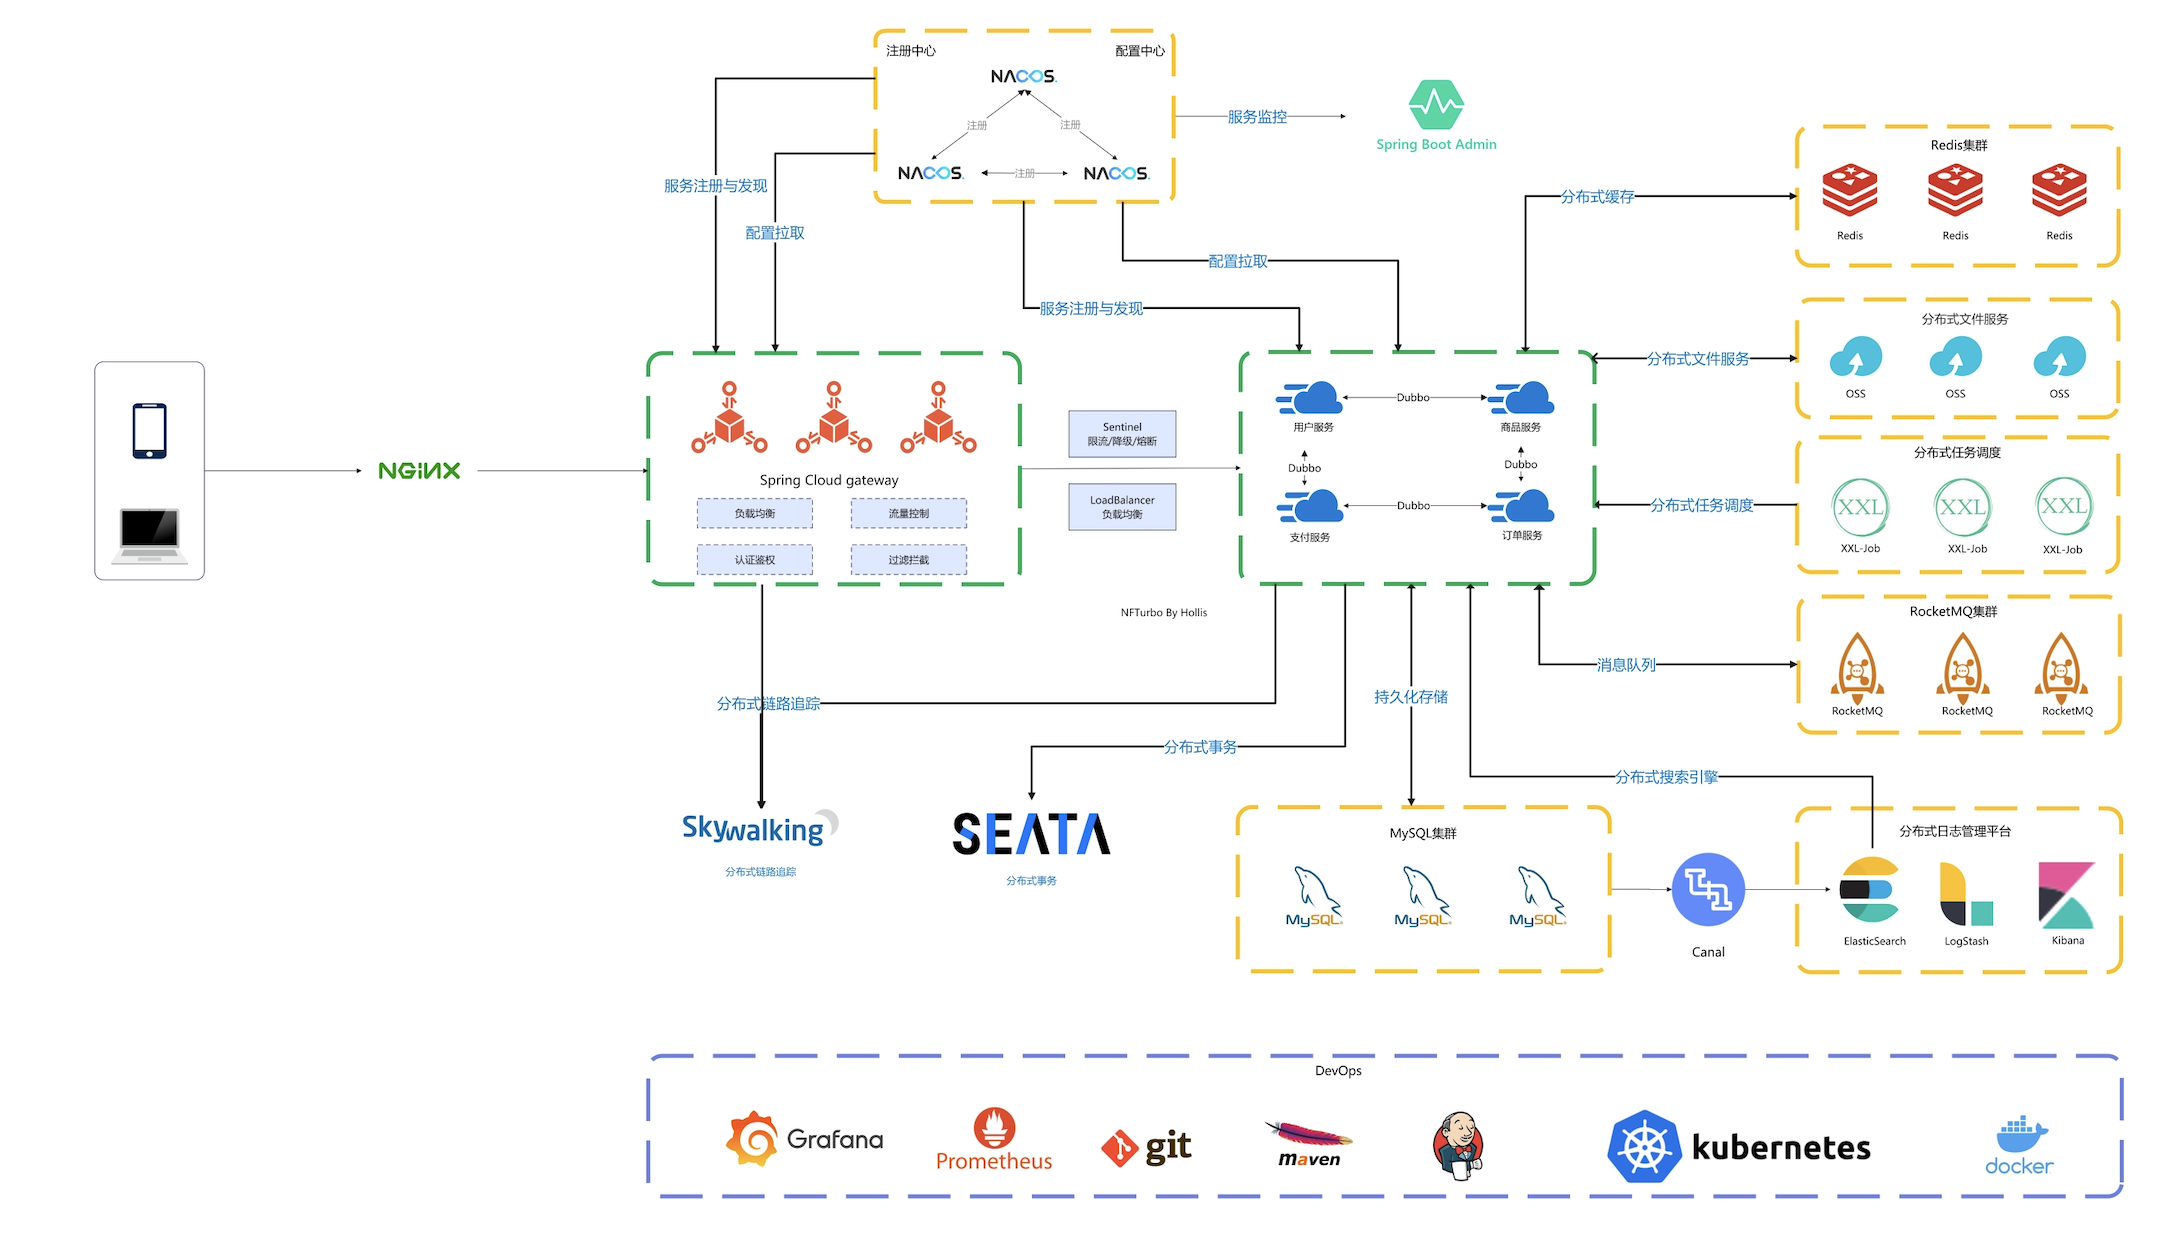 注册中心
配置中心
NACOS.
注册
注册
NACOS.
注册
NACOS.
服务监控
Spring Boot Admin
服务注册与发现
配置拉取
配置拉取
服务注册与发现
分布式缓存
Redis集群
Redis
Redis
Redis
分布式文件服务
分布式文件服务
OSS
OSS
OSS
NGINX
Spring Cloud gateway
负载均衡
流量控制
认证鉴权
过滤拦截
Sentinel
限流/降级/熔断
LoadBalancer
负载均衡
用户服务
Dubbo
商品服务
Dubbo
Dubbo
支付服务
Dubbo
订单服务
分布式任务调度
分布式任务调度
XXL
XXL
XXL
XXL-Job
XXL-Job
XXL-Job
NFTurbo By Hollis
消息队列
RocketMQ集群
RocketMQ
RocketMQ
RocketMQ
分布式链路追踪
持久化存储
分布式事务
分布式搜索引擎
Skywalking
分布式链路追踪
SEATA
分布式事务
MySQL集群
MySQL®
MySQL®
MySQL®
Canal
分布式日志管理平台
ElasticSearch
LogStash
Kibana
DevOps
Grafana
Prometheus
git
maven
kubernetes
docker